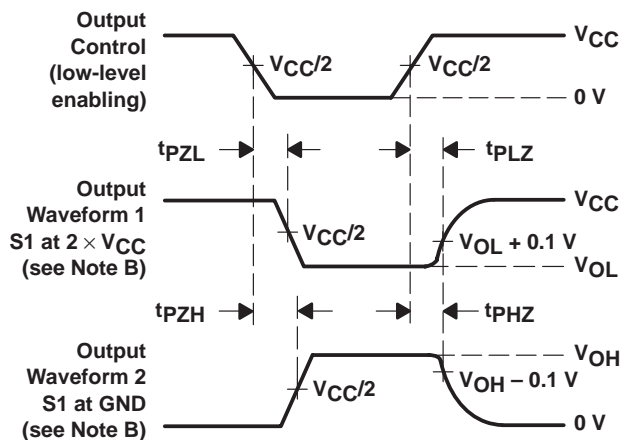 Output
Control
(low-level
enabling)
VCC
VCC/2
VCC/2
0 V
tPZL
tPLZ
Output
Waveform 1
S1 at 2 × VCC
(see Note B)
VCC
VCC/2
VOL + 0.1 V
VOL
tPZH
tPHZ
Output
Waveform 2
S1 at GND
(see Note B)
VOH
VCC/2
VOH – 0.1 V
0 V